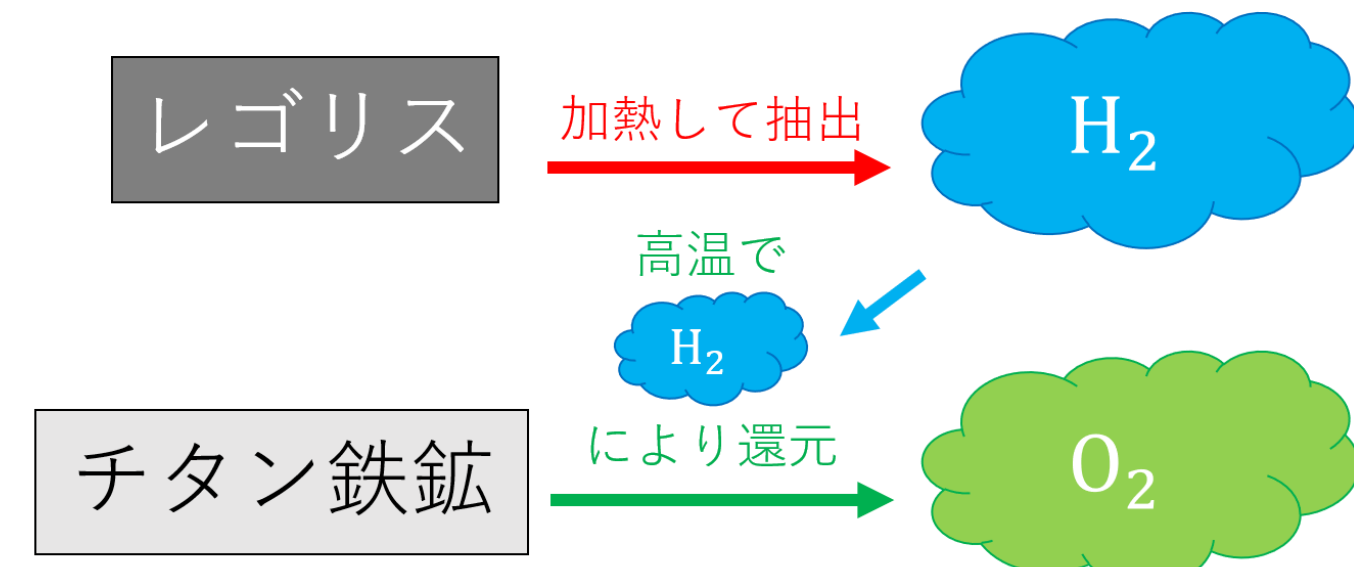 レゴリス
加熱して抽出
H₂
高温で
H₂
により還元
チタン鉄鉱
O₂